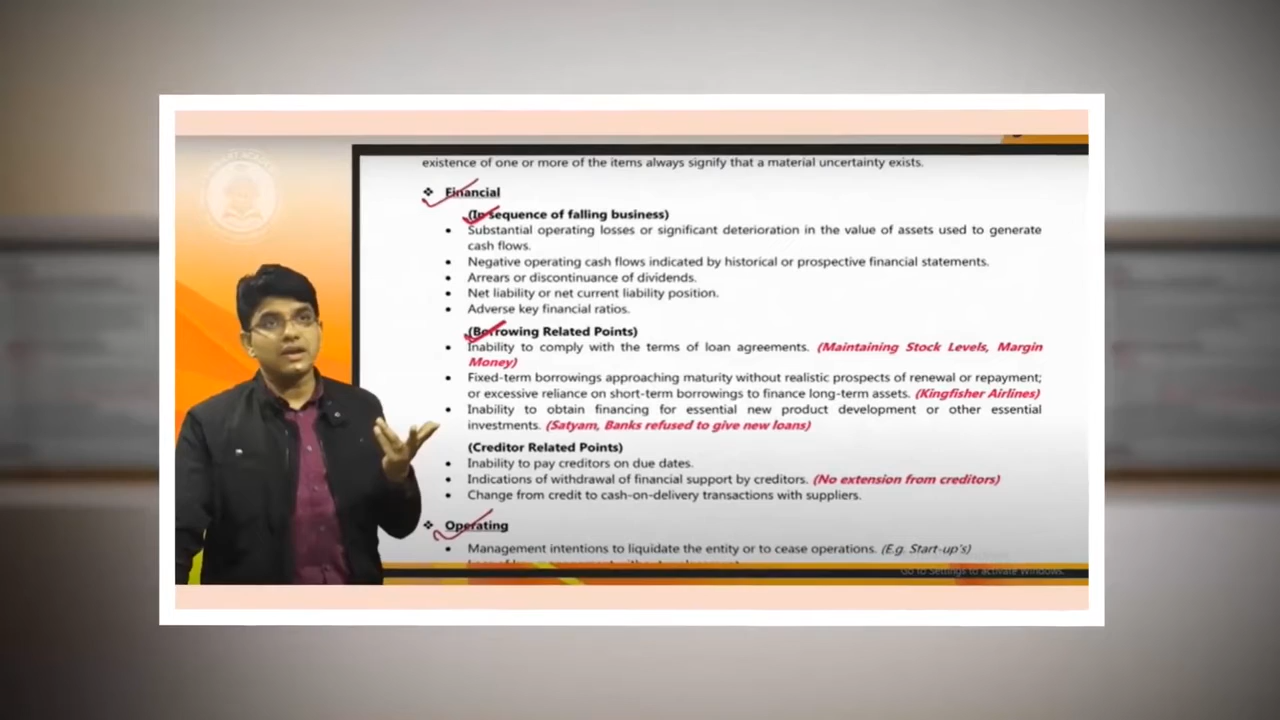 existence of one or more of the items always signify that a material uncertainty exists.
❖ Financial
(In sequence of falling business)
• Substantial operating losses or significant deterioration in the value of assets used to generate
cash flows.
• Negative operating cash flows indicated by historical or prospective financial statements.
• Arrears or discontinuance of dividends.
• Net liability or net current liability position.
• Adverse key financial ratios.
(Borrowing Related Points)
• Inability to comply with the terms of loan agreements. (Maintaining Stock Levels, Margin
Money)
• Fixed-term borrowings approaching maturity without realistic prospects of renewal or repayment;
or excessive reliance on short-term borrowings to finance long-term assets. (Kingfisher Airlines)
• Inability to obtain financing for essential new product development or other essential
investments. (Satyam, Banks refused to give new loans)
(Creditor Related Points)
• Inability to pay creditors on due dates.
• Indications of withdrawal of financial support by creditors. (No extension from creditors)
• Change from credit to cash-on-delivery transactions with suppliers.
❖ Operating
• Management intentions to liquidate the entity or to cease operations. (E.g. Start-up's)
Go to Settings to activate Windows.